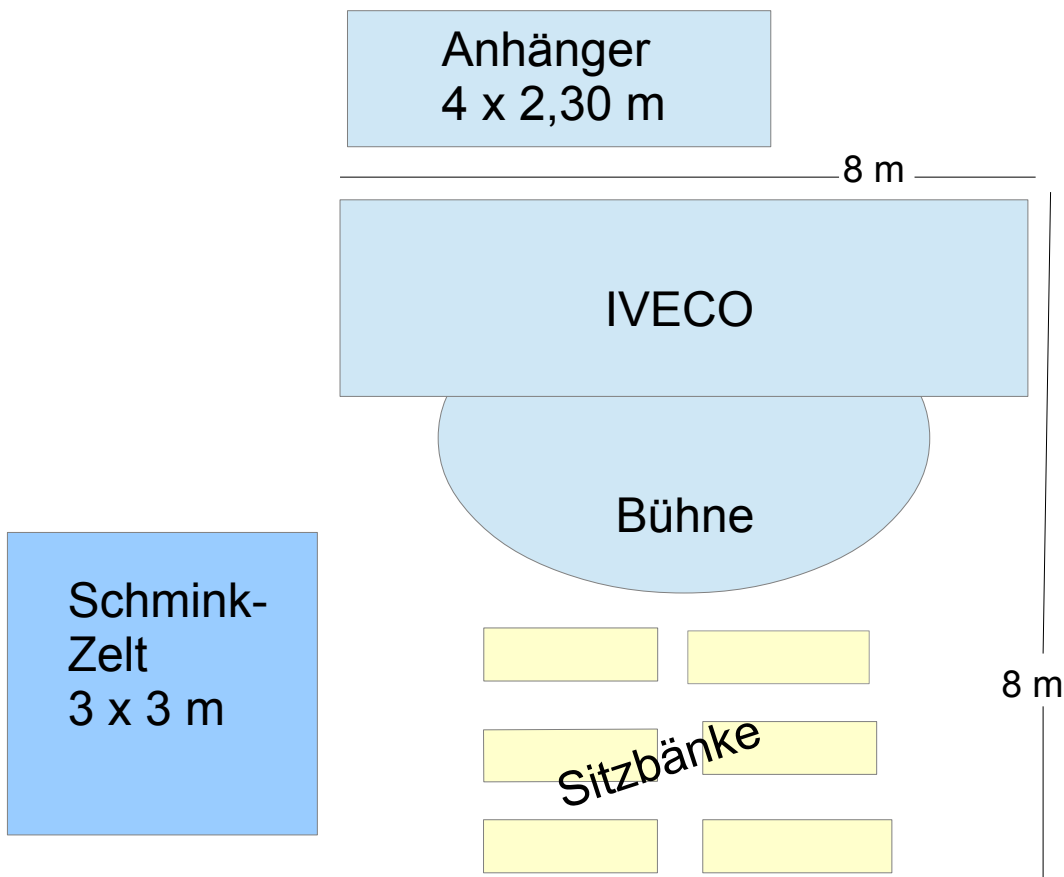 Anhänger
4 x 2,30 m
8 m
IVECO
Bühne
Schmink-
Zelt
3 x 3 m
8 m
Sitzbänke